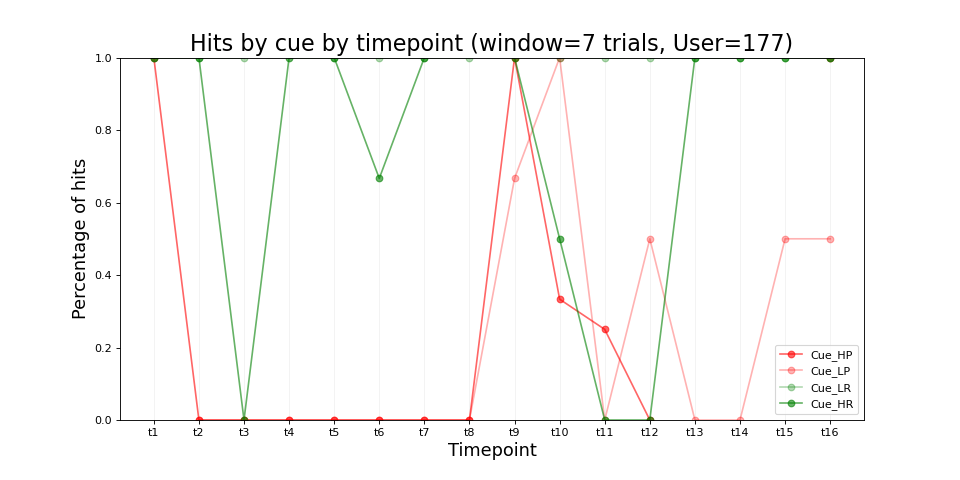 Hits by cue by timepoint (window=7 trials, User=177)
Percentage of hits
1.0
0.8
0.6
0.4
0.2
0.0
Cue_HP
Cue_LP
Cue_LR
Cue_HR
t1 t2 t3 t4 t5 t6 t7 t8 t9 t10 t11 t12 t13 t14 t15 t16
Timepoint